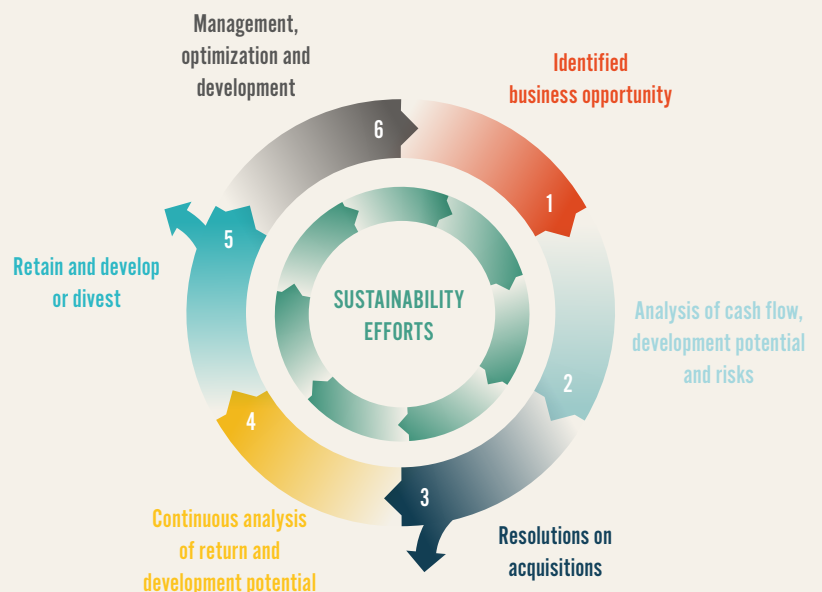 Management,
optimization and
development
Identified
business opportunity
6
1
5
Retain and develop
or divest
SUSTAINABILITY
EFFORTS
Analysis of cash flow,
development potential
and risks
2
4
3
Continuous analysis
of return and
development potential
Resolutions on
acquisitions